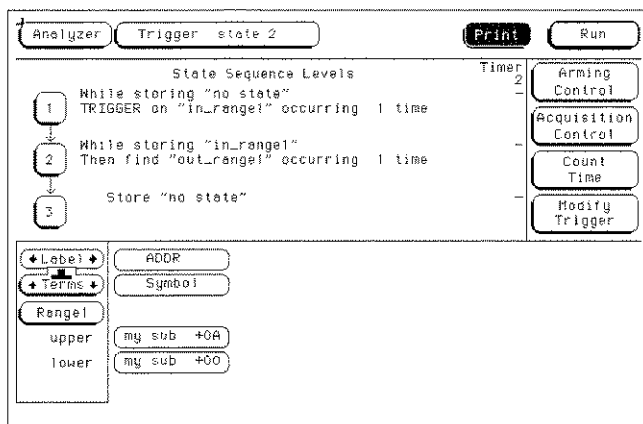 Analyzer Trigger state 2 Print Run
State Sequence Levels
Timer
2
1
While storing "no state"
TRIGGER on "in_range1" occurring 1 time
-
2
While storing "in_range1"
Then find "out_range1" occurring 1 time
-
3
Store "no state"
-
Arming
Control
Acquisition
Control
Count
Time
Modify
Trigger
Label ADDR
Terms Symbol
Range1
upper my sub +0A
lower my sub +00